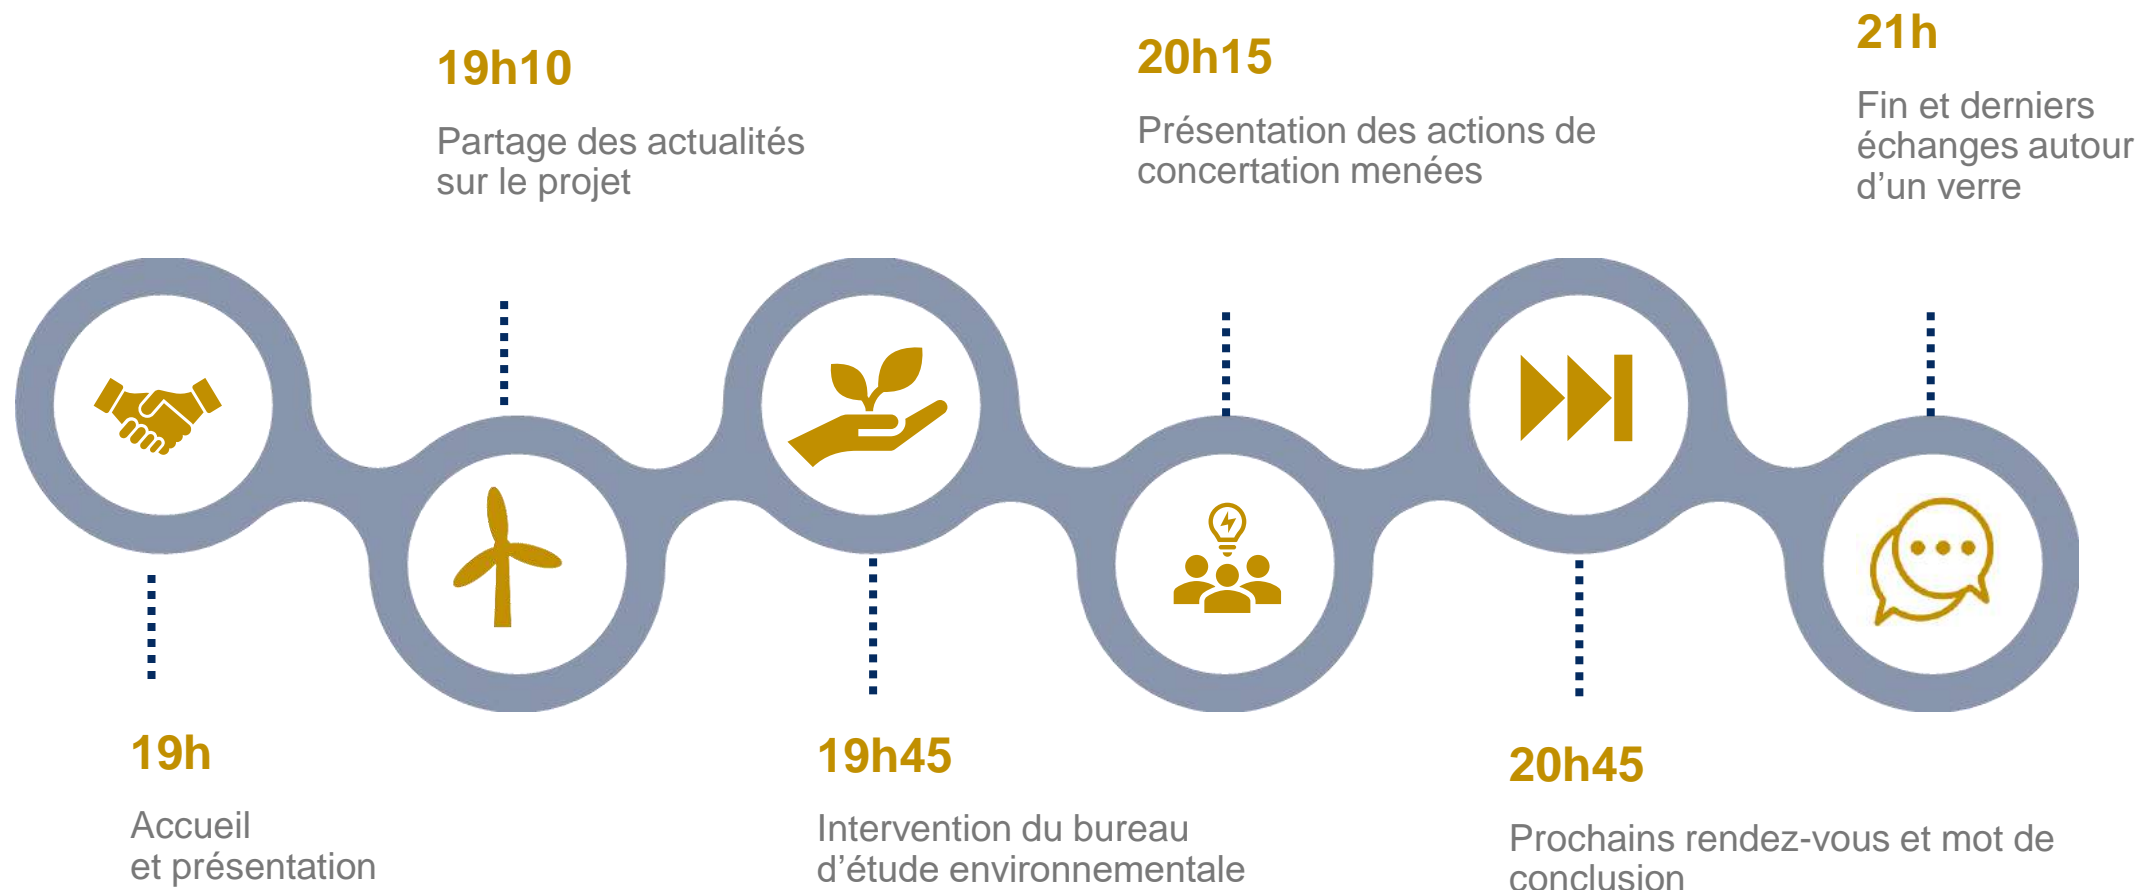 19h
Accueil
et présentation
19h10
Partage des actualités
sur le projet
19h45
Intervention du bureau
d’étude environnementale
20h15
Présentation des actions de
concertation menées
20h45
Prochains rendez-vous et mot de
conclusion
21h
Fin et derniers
échanges autour
d’un verre